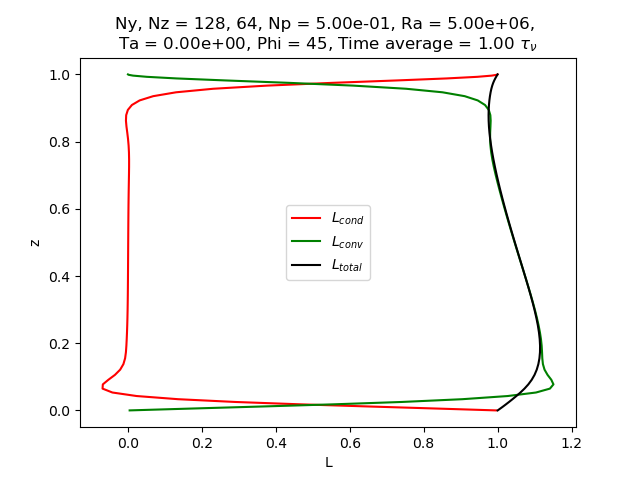 Ny, Nz = 128, 64, Np = 5.00e-01, Ra = 5.00e+06,
Ta = 0.00e+00, Phi = 45, Time average = 1.00 τ_ν
1.0
0.8
0.6
0.4
0.2
0.0
z
L_cond
L_conv
L_total
0.0 0.2 0.4 0.6 0.8 1.0 1.2
L